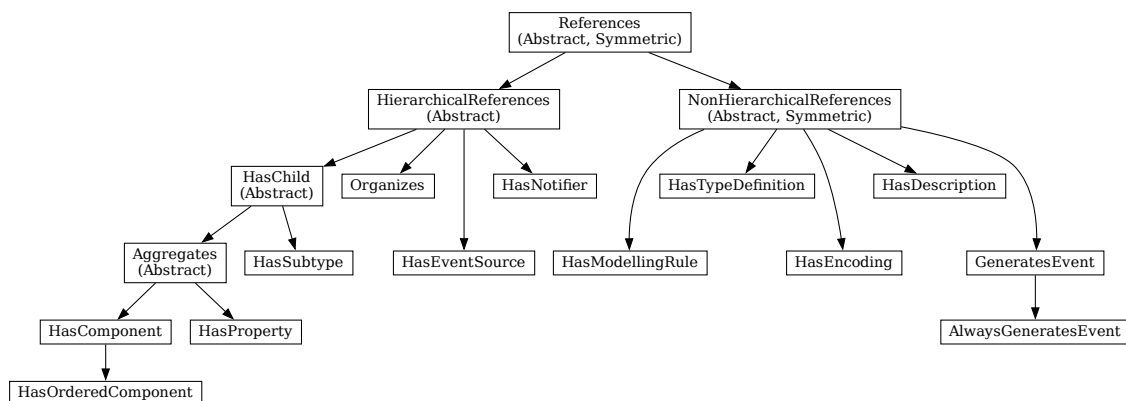 References
(Abstract, Symmetric)
HierarchicalReferences
(Abstract)
NonHierarchicalReferences
(Abstract, Symmetric)
HasChild
(Abstract)
Organizes
HasNotifier
HasTypeDefinition
HasDescription
Aggregates
(Abstract)
HasSubtype
HasEventSource
HasModellingRule
HasEncoding
GeneratesEvent
HasComponent
HasProperty
AlwaysGeneratesEvent
HasOrderedComponent